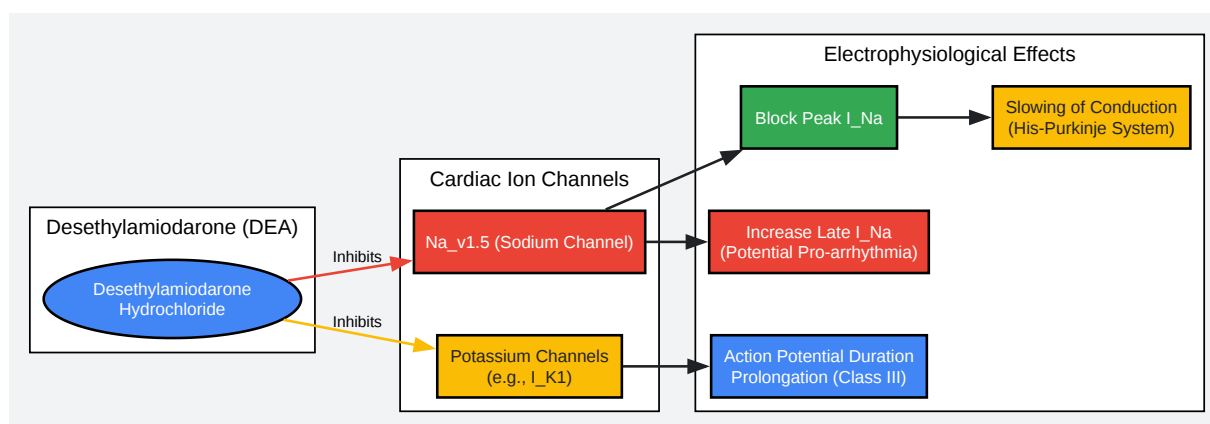 Desethylamiodarone (DEA)
Desethylamiodarone
Hydrochloride
Inhibits
Inhibits
Cardiac Ion Channels
Na_v1.5 (Sodium Channel)
Potassium Channels
(e.g., I_K1)
Electrophysiological Effects
Block Peak I_Na
Slowing of Conduction
(His-Purkinje System)
Increase Late I_Na
(Potential Pro-arrhythmia)
Action Potential Duration
Prolongation (Class III)